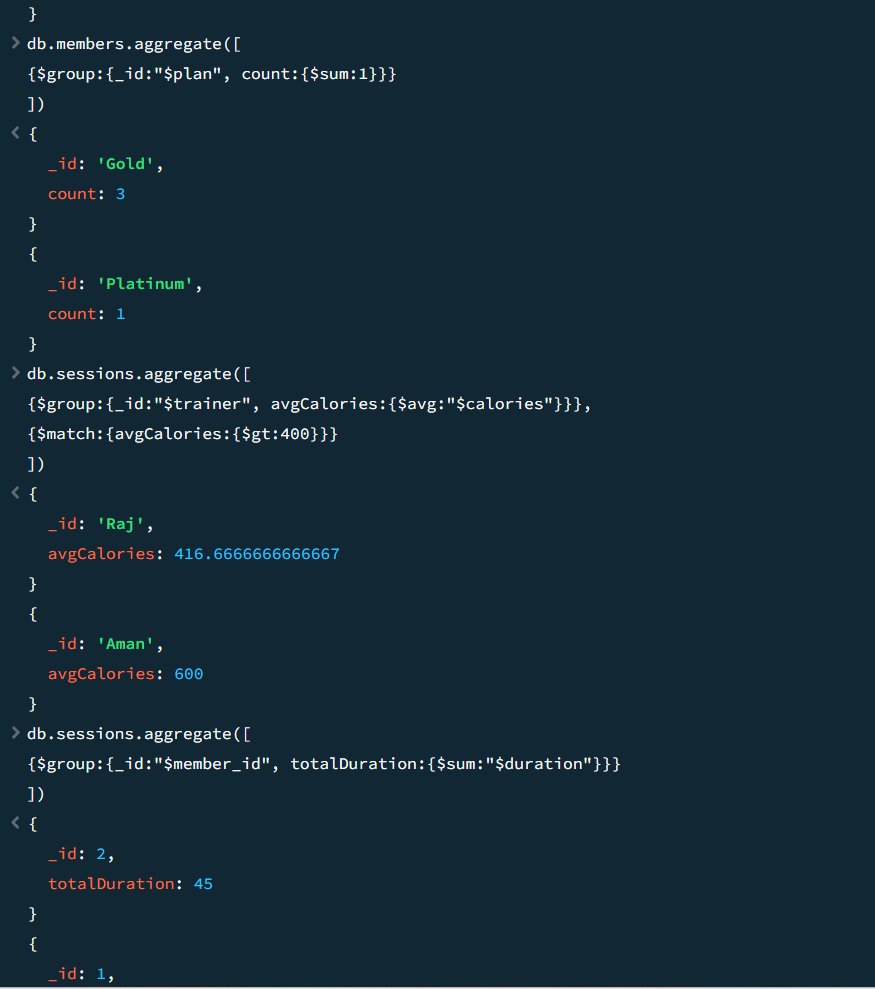 }
> db.members.aggregate([
{$group:{_id:"$plan", count:{$sum:1}}}
])
< {
_id: 'Gold',
count: 3
}
{
_id: 'Platinum',
count: 1
}
> db.sessions.aggregate([
{$group:{_id:"$trainer", avgCalories:{$avg:"$calories"}}},
{$match:{avgCalories:{$gt:400}}}
])
< {
_id: 'Raj',
avgCalories: 416.6666666666667
}
{
_id: 'Aman',
avgCalories: 600
}
> db.sessions.aggregate([
{$group:{_id:"$member_id", totalDuration:{$sum:"$duration"}}}
])
< {
_id: 2,
totalDuration: 45
}
{
_id: 1,